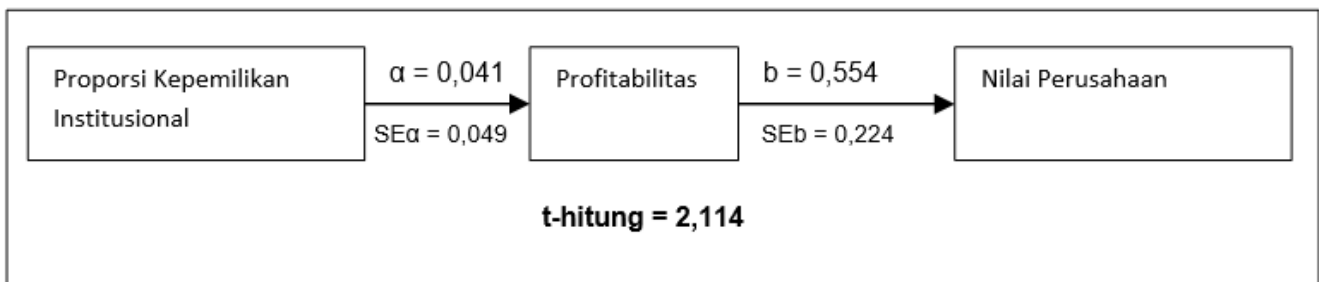 Proporsi Kepemilikan
Institusional
α = 0,041
SEα = 0,049
Profitabilitas
b = 0,554
SEb = 0,224
Nilai Perusahaan
t-hitung = 2,114